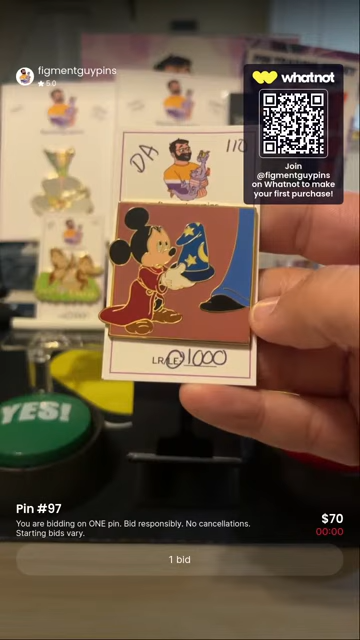 figmentguypins
★ 5.0
whatnot
Join
@figmentguypins
on Whatnot to make
your first purchase!
DA
110
LR/LE: 1000
YES!
Pin #97
$70
You are bidding on ONE pin. Bid responsibly. No cancellations.
Starting bids vary.
00:00
1 bid